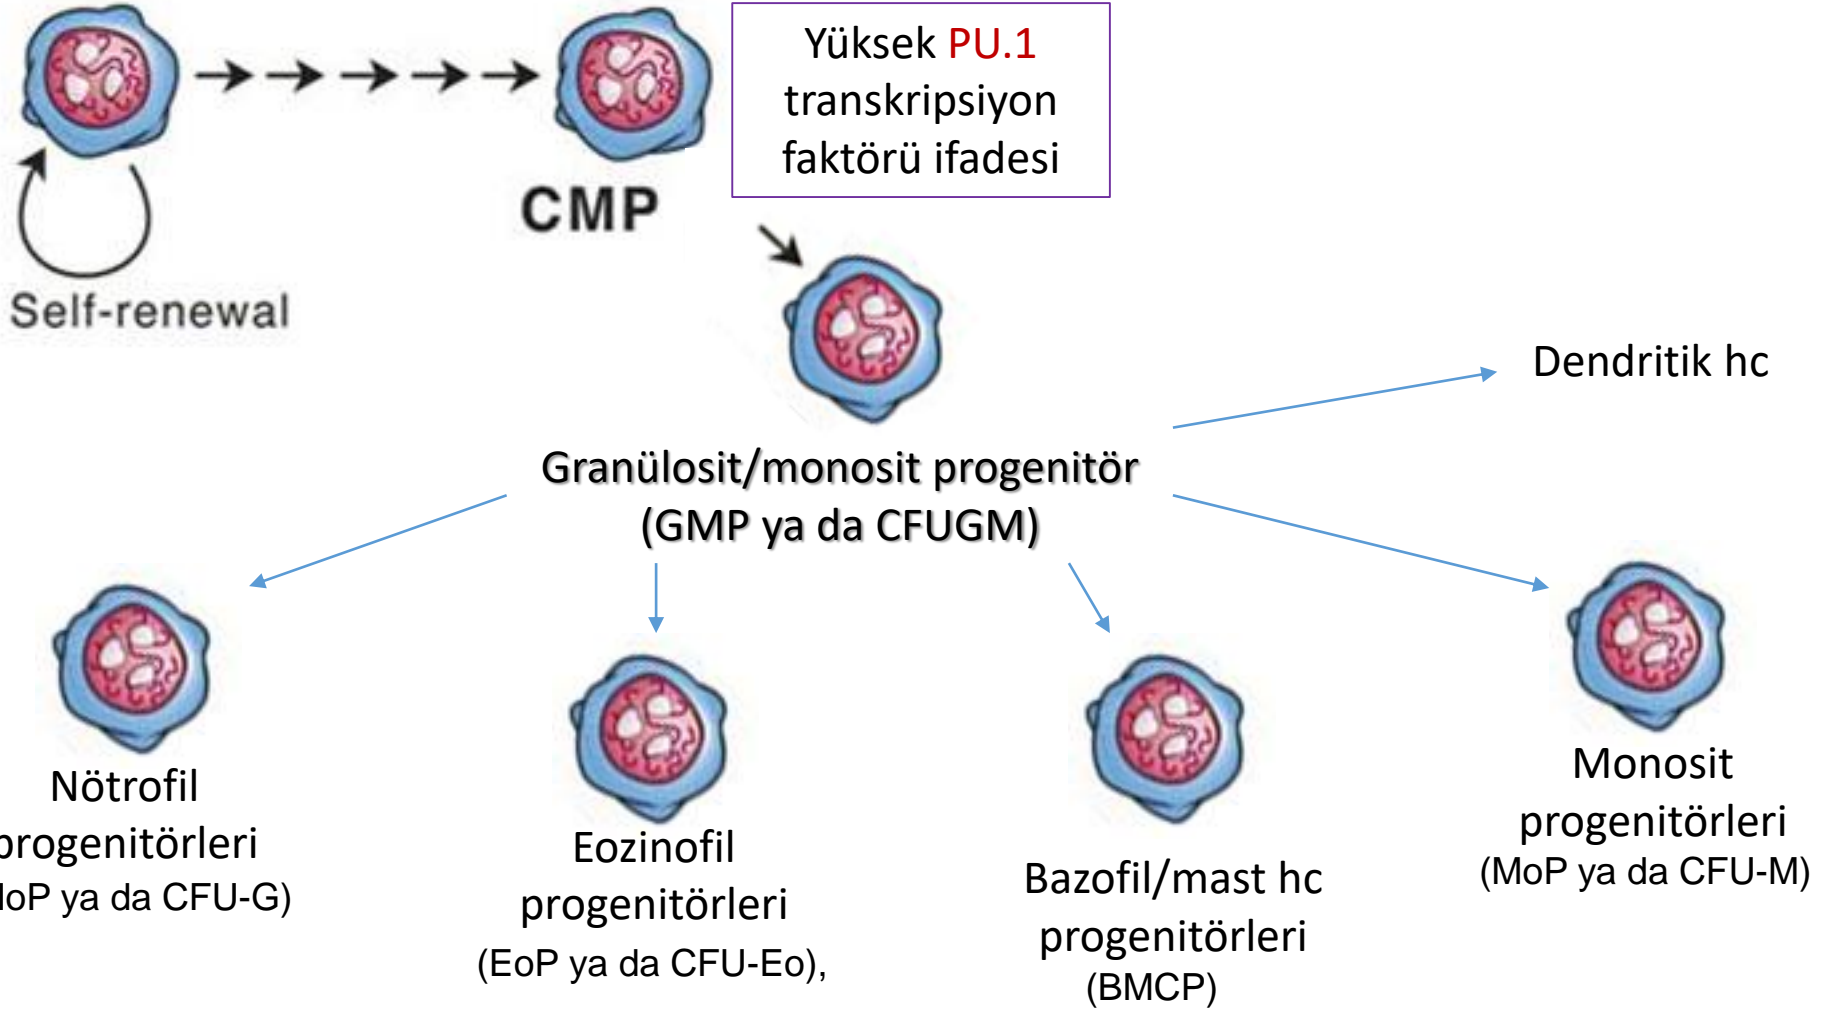 Yüksek PU.1
transkripsiyon
faktörü ifadesi
CMP
Self-renewal
Dendritik hc
Granülosit/monosit progenitör
(GMP ya da CFUGM)
Nötrofil
progenitörleri
ya da CFU-G)
Eozinofil
progenitörleri
(EoP ya da CFU-Eo),
Bazofil/mast hc
progenitörleri
(BMCP)
Monosit
progenitörleri
(MoP ya da CFU-M)